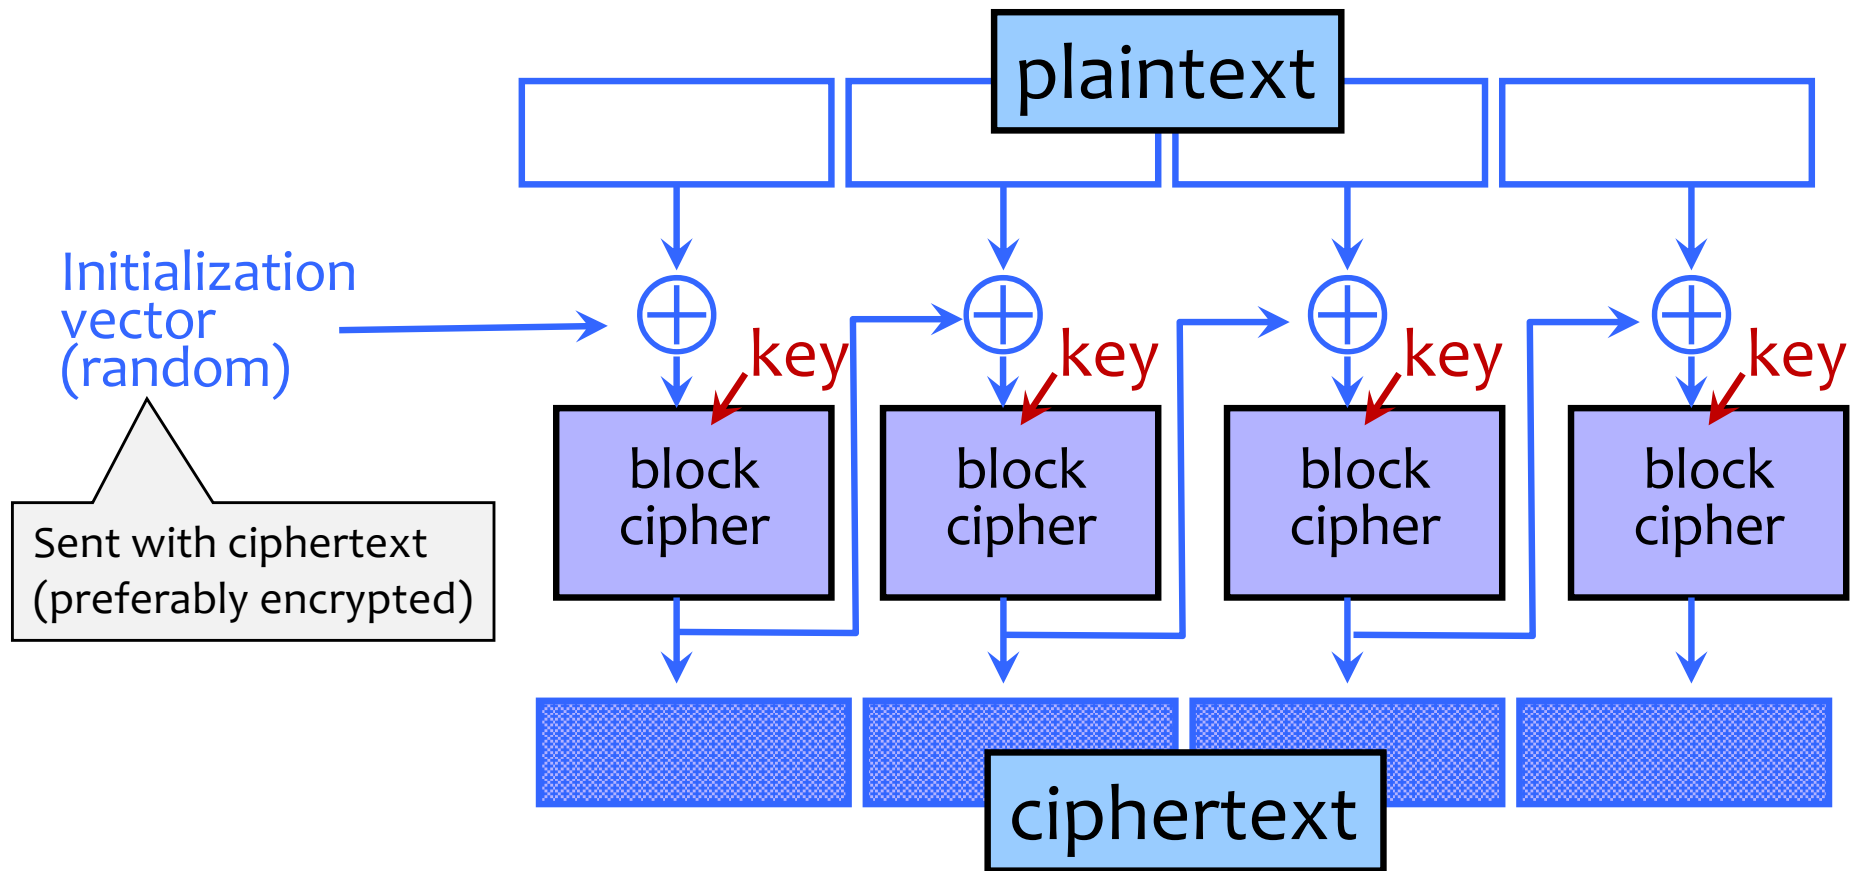 plaintext
Initialization
vector
(random)
key
key
key
key
block
cipher
block
cipher
block
cipher
block
cipher
Sent with ciphertext
(preferably encrypted)
ciphertext